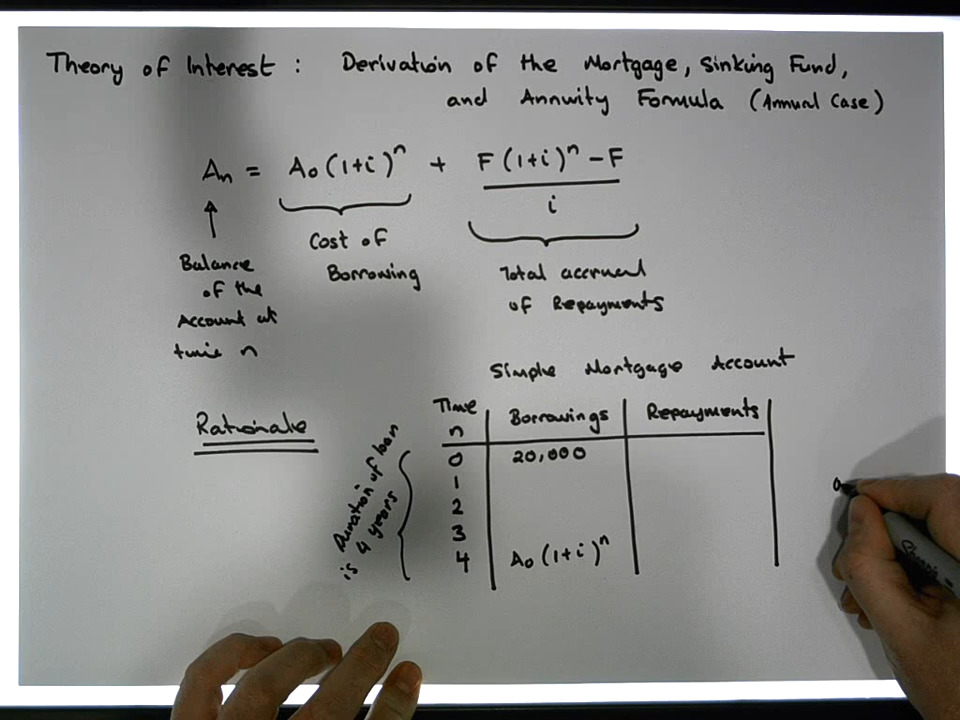 Theory of Interest : Derivation of the Mortgage, Sinking Fund,
and Annuity Formula (Annual Case)
An = A0 (1+i)^n + F (1+i)^n - F / i
Cost of
Borrowing
Total accrued
of Repayments
Balance
of the
Account at
time n
Simple Mortgage Account
Rationale
Duration of loan
is 4 years
Time n | Borrowings | Repayments
0 20,000
1
2
3
4 A0 (1+i)^n
Sharpie